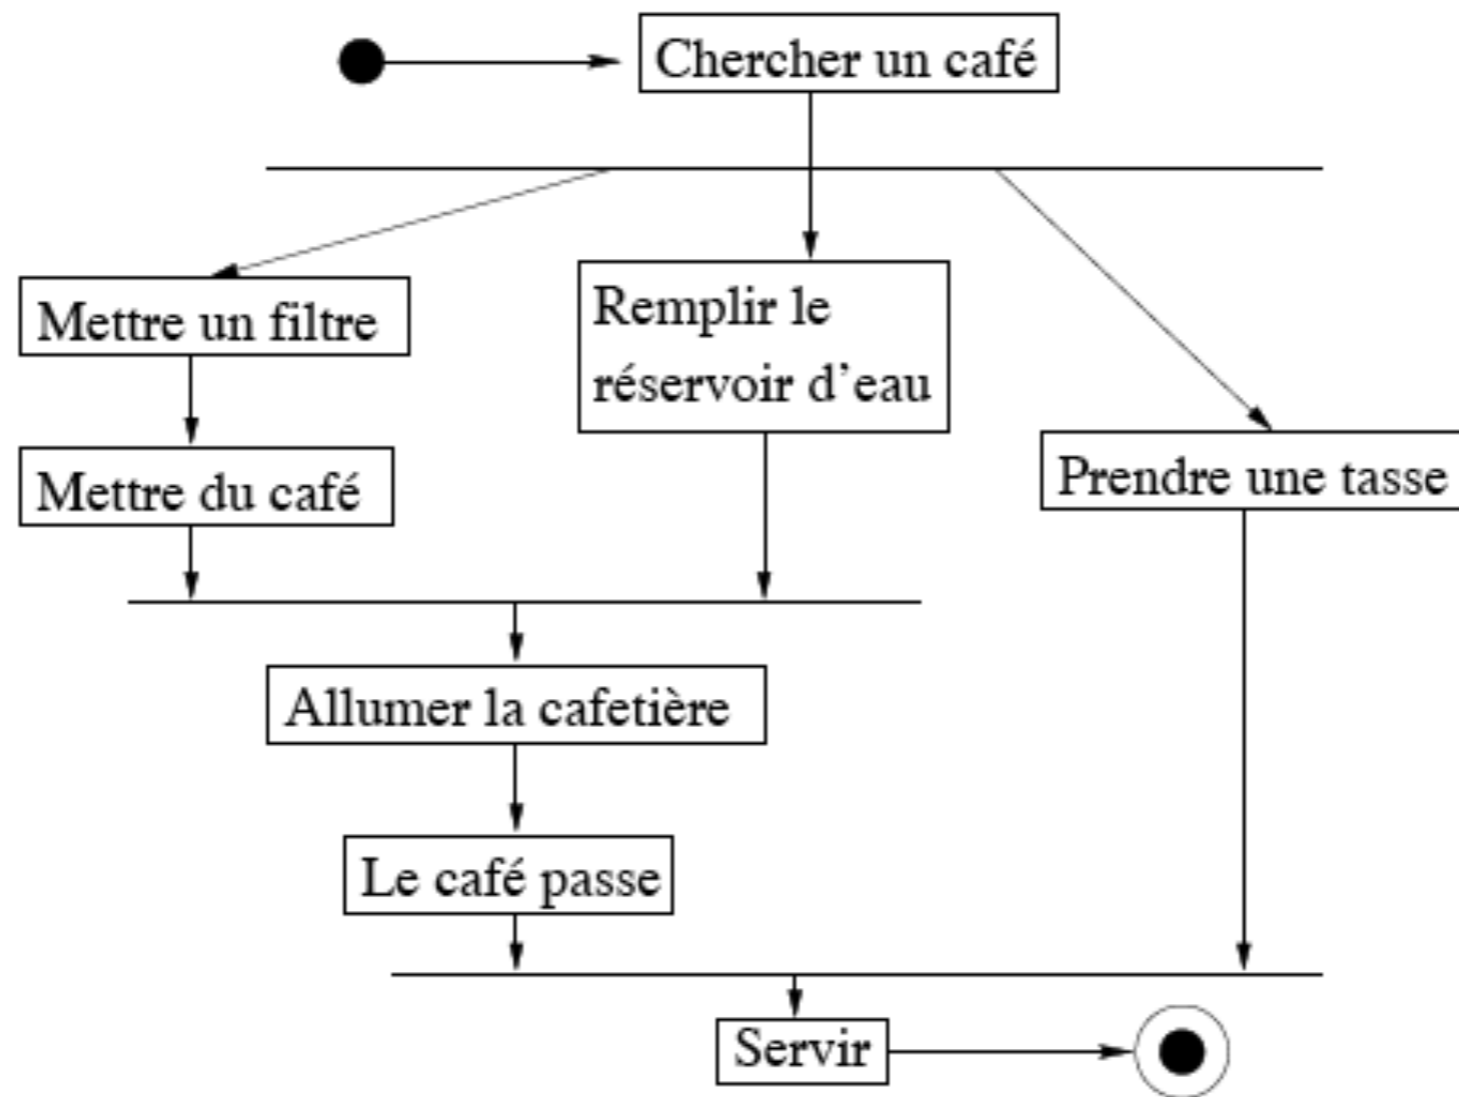 Chercher un café
Mettre un filtre
Remplir le
réservoir d’eau
Mettre du café
Prendre une tasse
Allumer la cafetière
Le café passe
Servir